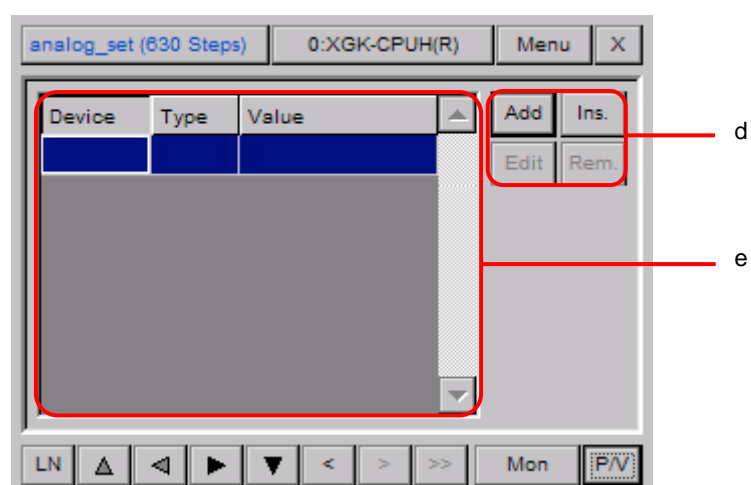 analog_set (630 Steps) 0:XGK-CPUH(R) Menu X
Device Type Value Add Ins.
d
Edit Rem.
e
LN < > >> Mon P/V